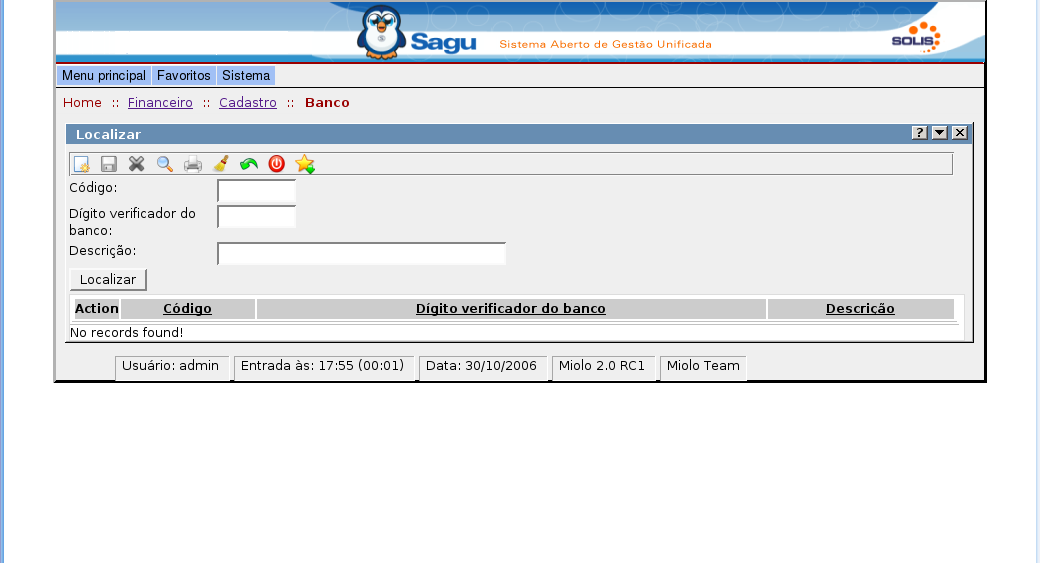 Sagu Sistema Aberto de Gestão Unificada SOLIS
Menu principal Favoritos Sistema
Home :: Financeiro :: Cadastro :: Banco
Localizar ?
Código:
Dígito verificador do
banco:
Descrição:
Localizar
Action Código Dígito verificador do banco Descrição
No records found!
Usuário: admin Entrada às: 17:55 (00:01) Data: 30/10/2006 Miolo 2.0 RC1 Miolo Team